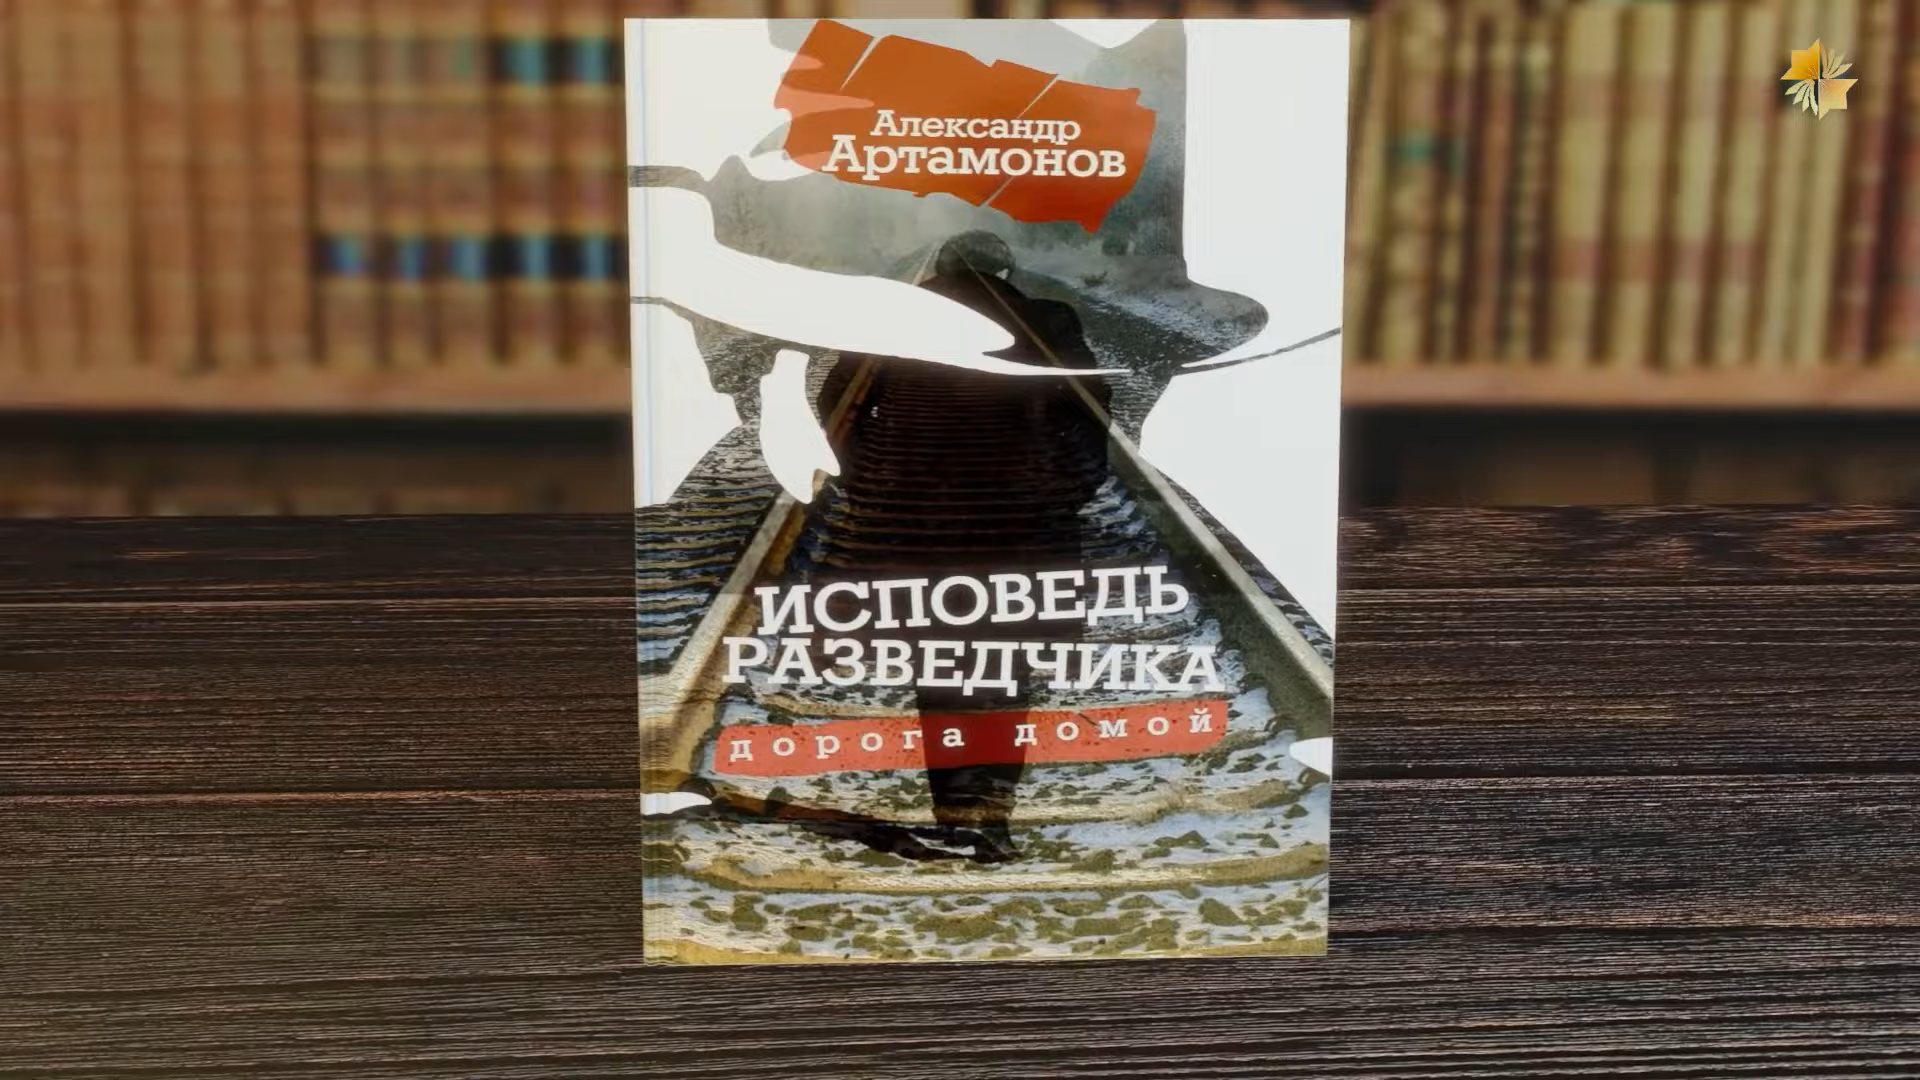 Александр
Артамонов
ИСПОВЕДЬ
РАЗВЕДЧИКА
дорога домой